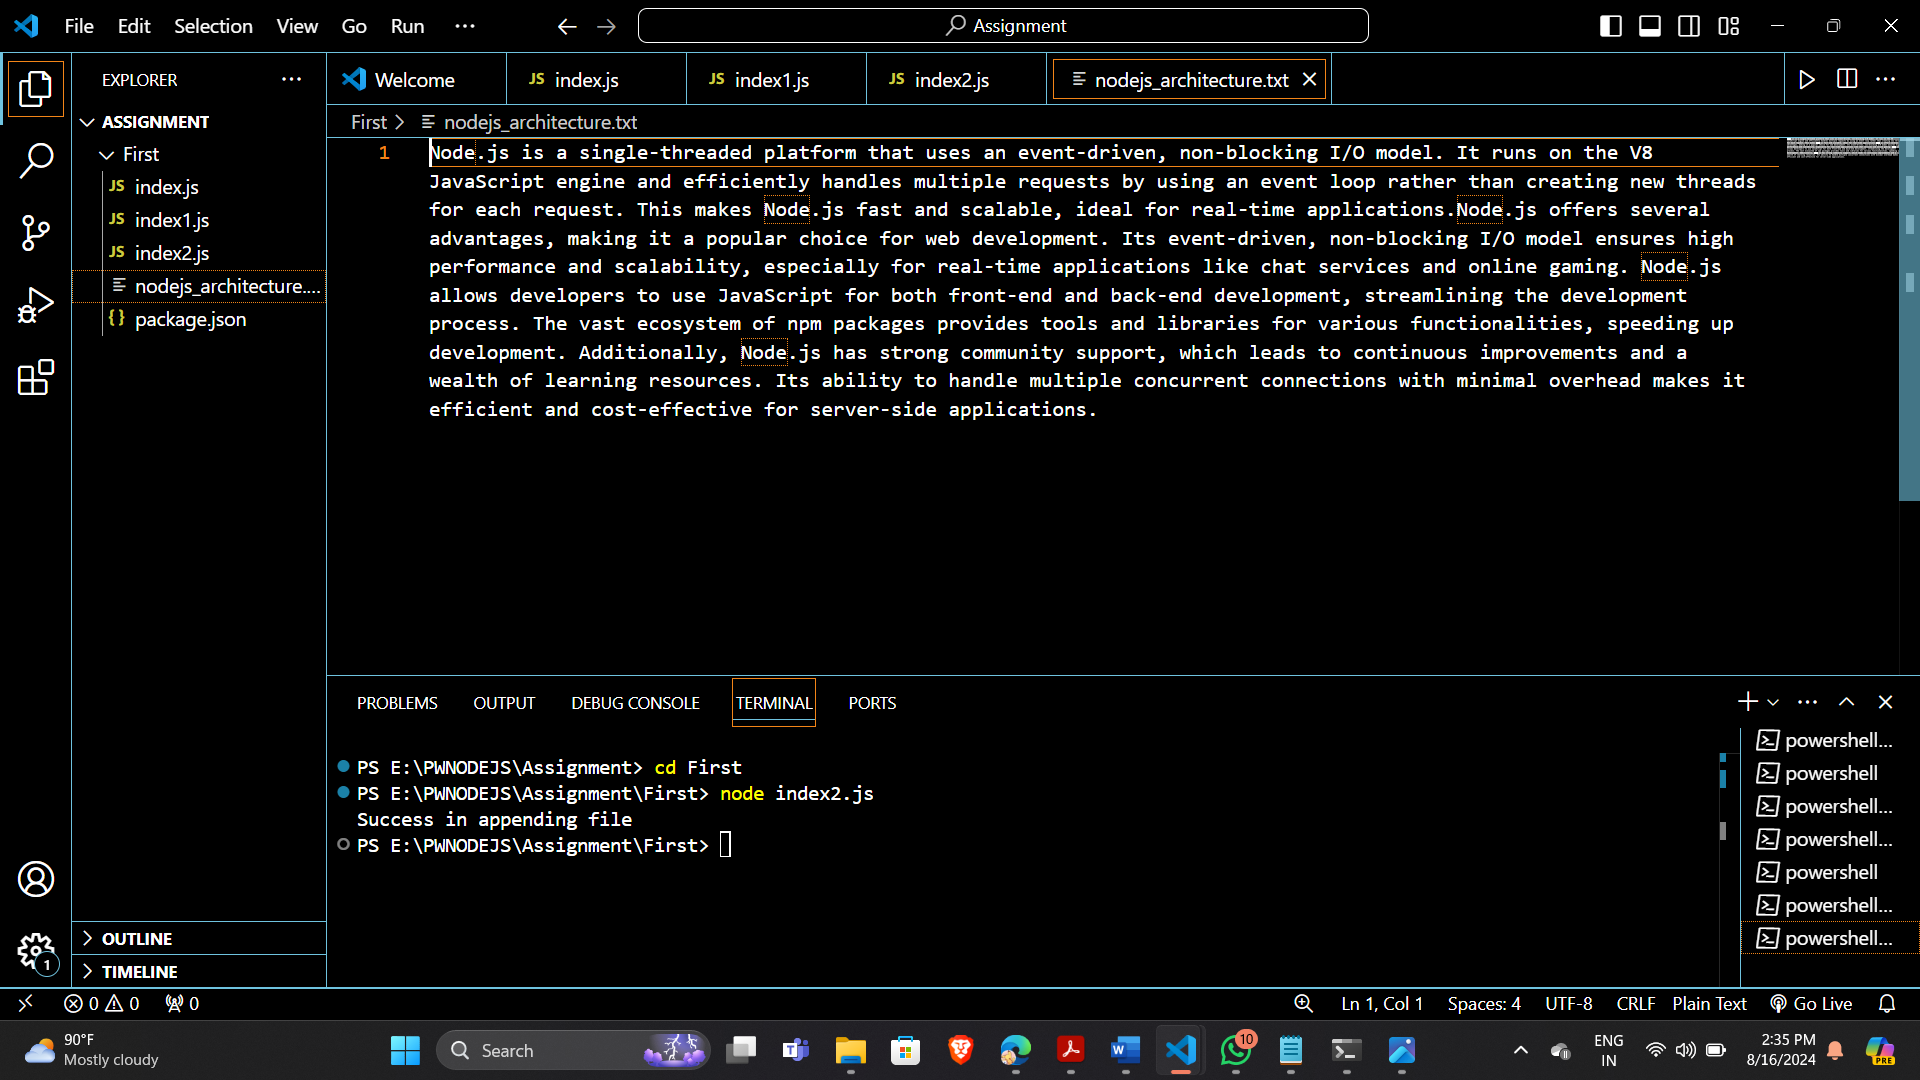 File Edit Selection View Go Run ··· Assignment
EXPLORER ···
ASSIGNMENT
First
JS index.js
JS index1.js
JS index2.js
nodejs_architecture....
{} package.json
OUTLINE
TIMELINE
Welcome JS index.js JS index1.js JS index2.js nodejs_architecture.txt
First > nodejs_architecture.txt
1 Node.js is a single-threaded platform that uses an event-driven, non-blocking I/O model. It runs on the V8
JavaScript engine and efficiently handles multiple requests by using an event loop rather than creating new threads
for each request. This makes Node.js fast and scalable, ideal for real-time applications.Node.js offers several
advantages, making it a popular choice for web development. Its event-driven, non-blocking I/O model ensures high
performance and scalability, especially for real-time applications like chat services and online gaming. Node.js
allows developers to use JavaScript for both front-end and back-end development, streamlining the development
process. The vast ecosystem of npm packages provides tools and libraries for various functionalities, speeding up
development. Additionally, Node.js has strong community support, which leads to continuous improvements and a
wealth of learning resources. Its ability to handle multiple concurrent connections with minimal overhead makes it
efficient and cost-effective for server-side applications.
PROBLEMS OUTPUT DEBUG CONSOLE TERMINAL PORTS
PS E:\PWNODEJS\Assignment> cd First
PS E:\PWNODEJS\Assignment\First> node index2.js
Success in appending file
PS E:\PWNODEJS\Assignment\First>
powershell...
powershell
powershell...
powershell...
powershell
powershell...
powershell...
1
0 0 0 Ln 1, Col 1 Spaces: 4 UTF-8 CRLF Plain Text Go Live
90°F
Mostly cloudy
Search
10
ENG
IN
2:35 PM
8/16/2024
PRE